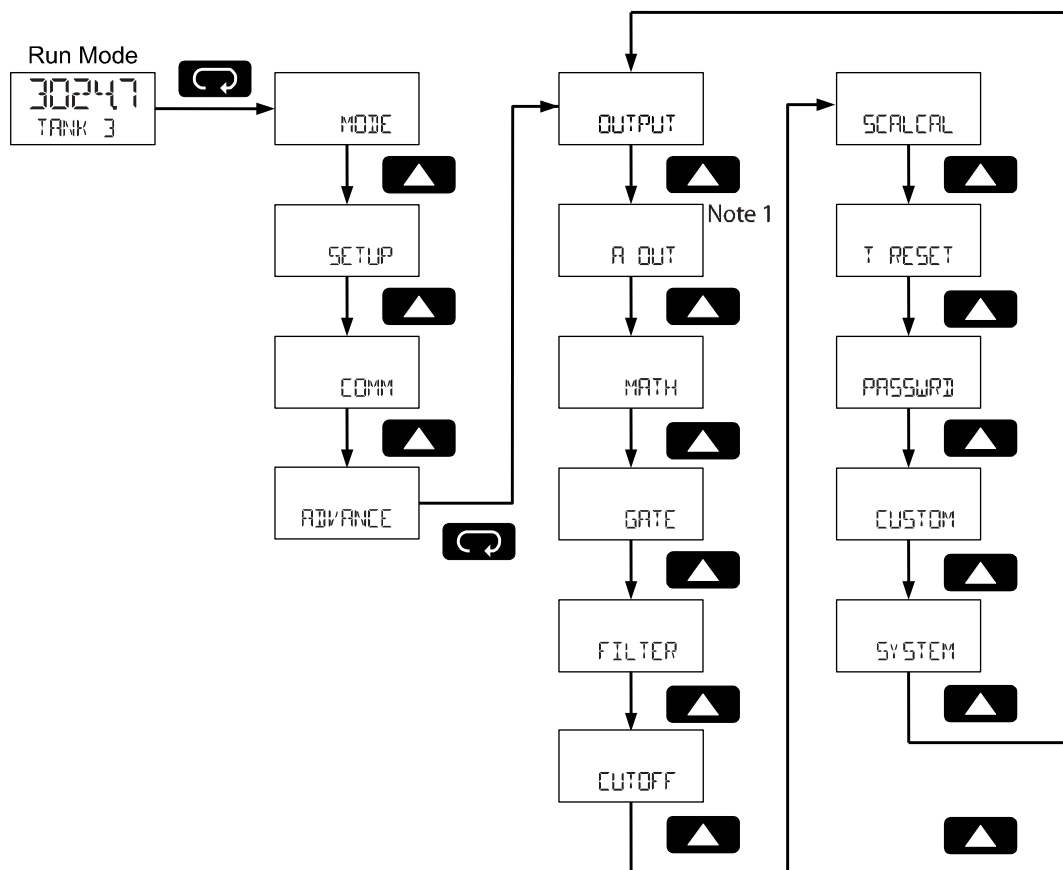 Run Mode
30247
TANK 3
MODE
SETUP
COMM
ADVANCE
OUTPUT
Note 1
A OUT
MATH
GATE
FILTER
CUTOFF
SCALCAL
T RESET
PASSWRD
CUSTOM
SYSTEM